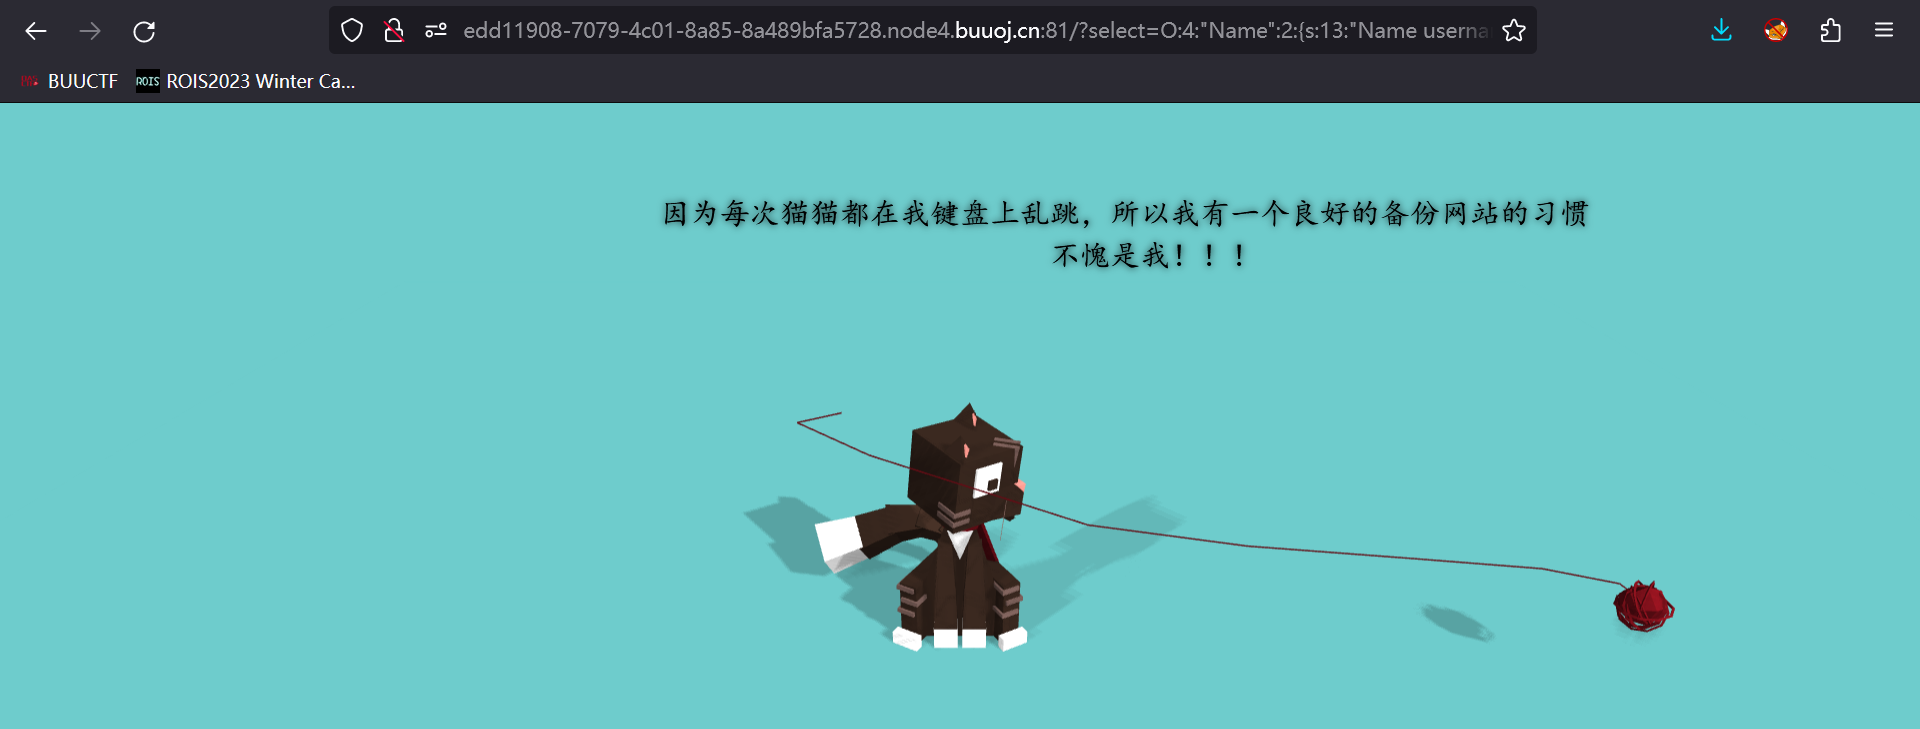 edd11908-7079-4c01-8a85-8a489bfa5728.node4.buuoj.cn:81/?select=O:4:"Name":2:{s:13:"Name userna
BUUCTF
ROIS
ROIS2023 Winter Ca...
因为每次猫猫都在我键盘上乱跳，所以我有一个良好的备份网站的习惯
不愧是我！！！